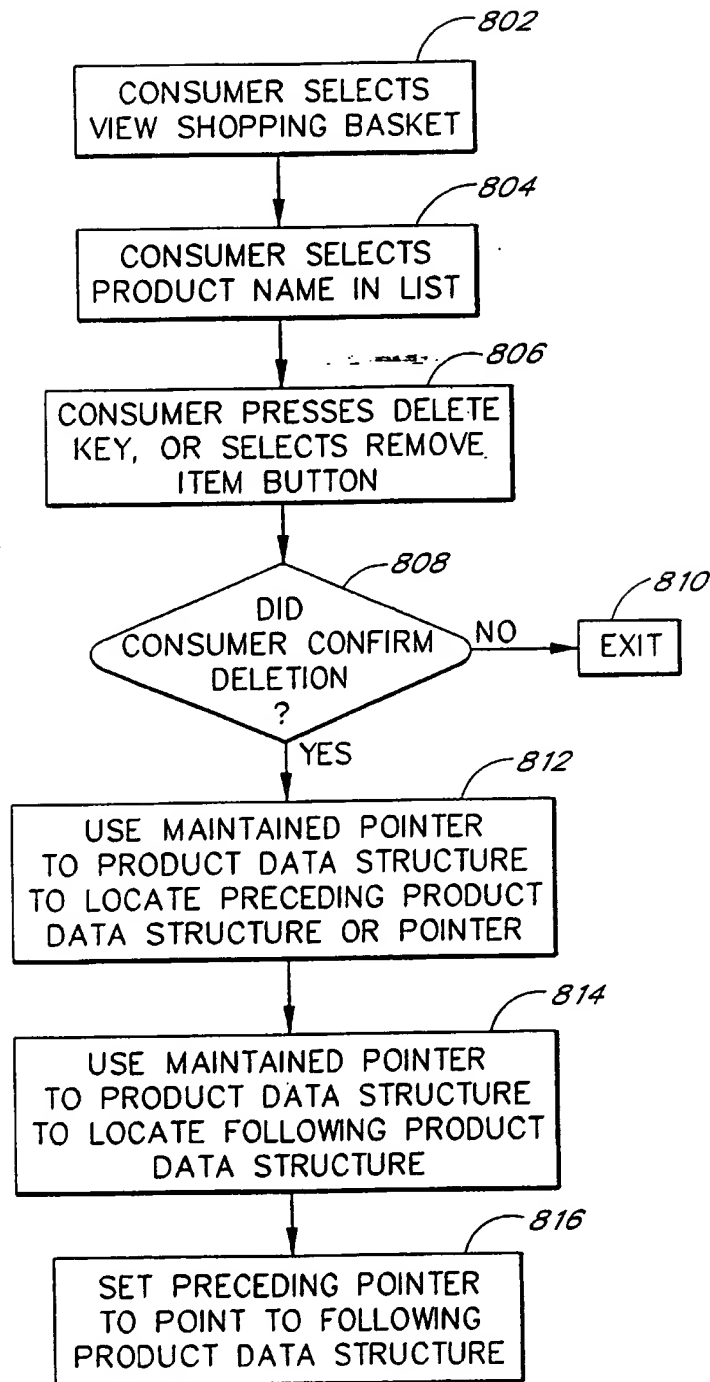 802
CONSUMER SELECTS
VIEW SHOPPING BASKET
804
CONSUMER SELECTS
PRODUCT NAME IN LIST
806
CONSUMER PRESSES DELETE
KEY, OR SELECTS REMOVE
ITEM BUTTON
808
DID
CONSUMER CONFIRM
DELETION
?
NO
810
EXIT
YES
812
USE MAINTAINED POINTER
TO PRODUCT DATA STRUCTURE
TO LOCATE PRECEDING PRODUCT
DATA STRUCTURE OR POINTER
814
USE MAINTAINED POINTER
TO PRODUCT DATA STRUCTURE
TO LOCATE FOLLOWING PRODUCT
DATA STRUCTURE
816
SET PRECEDING POINTER
TO POINT TO FOLLOWING
PRODUCT DATA STRUCTURE